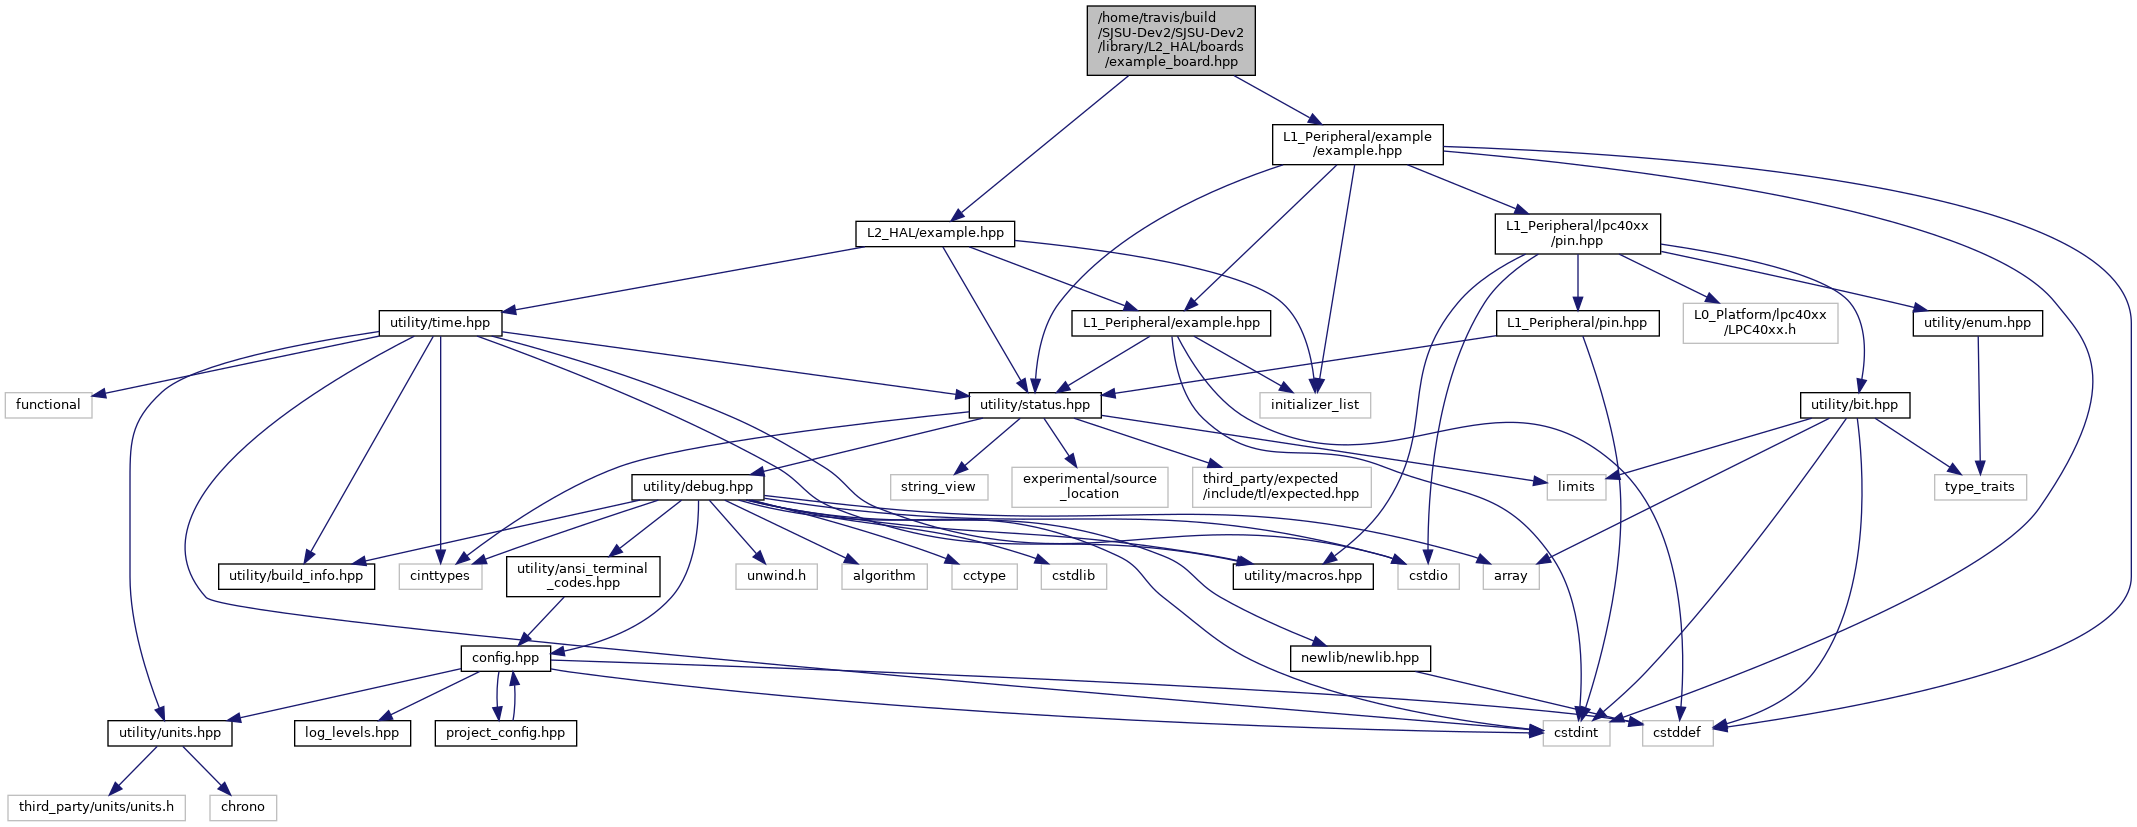 /home/travis/build
/SJSU-Dev2/SJSU-Dev2
/library/L2_HAL/boards
/example_board.hpp
L1_Peripheral/example
/example.hpp
L2_HAL/example.hpp
L1_Peripheral/lpc40xx
/pin.hpp
utility/time.hpp
L1_Peripheral/example.hpp
L1_Peripheral/pin.hpp
L0_Platform/lpc40xx
/LPC40xx.h
utility/enum.hpp
functional
utility/status.hpp
initializer_list
utility/bit.hpp
utility/debug.hpp
string_view
experimental/source
_location
third_party/expected
/include/tl/expected.hpp
limits
type_traits
utility/build_info.hpp
cinttypes
utility/ansi_terminal
_codes.hpp
unwind.h
algorithm
cctype
cstdlib
utility/macros.hpp
cstdio
array
config.hpp
newlib/newlib.hpp
utility/units.hpp
log_levels.hpp
project_config.hpp
cstdint
cstddef
third_party/units/units.h
chrono